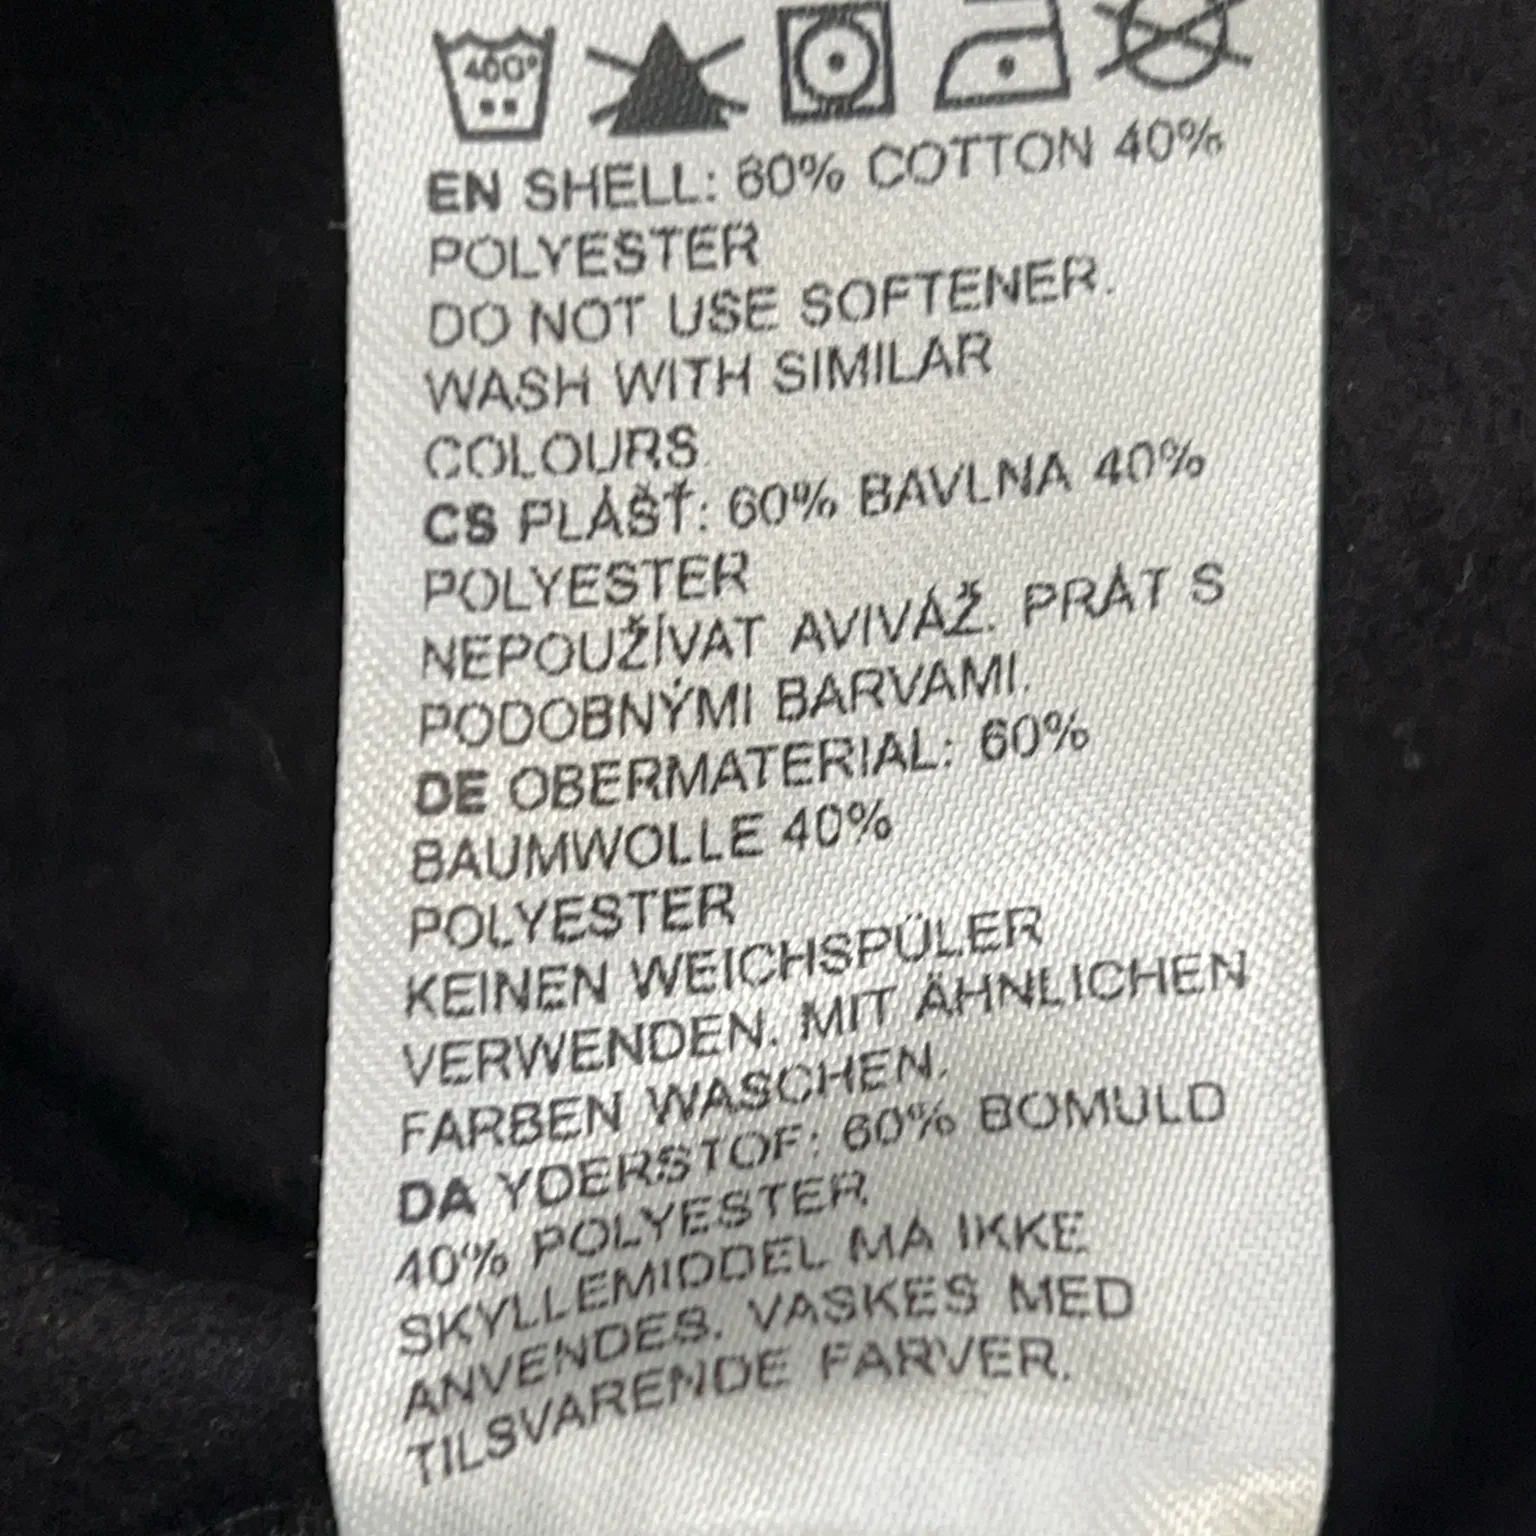 EN SHELL: 60% COTTON 40%
POLYESTER
DO NOT USE SOFTENER.
WASH WITH SIMILAR
COLOURS
CS PLÁŠŤ: 60% BAVLNA 40%
POLYESTER
NEPOUŽÍVAT AVIVÁŽ. PRÁT S
PODOBNÝMI BARVAMI.
DE OBERMATERIAL: 60%
BAUMWOLLE 40%
POLYESTER
KEINEN WEICHSPÜLER
VERWENDEN. MIT ÄHNLICHEN
FARBEN WASCHEN.
DA YDERSTOF: 60% BOMULD
40% POLYESTER
SKYLLEMIDDEL MA IKKE
ANVENDES. VASKES MED
TILSVARENDE FARVER.